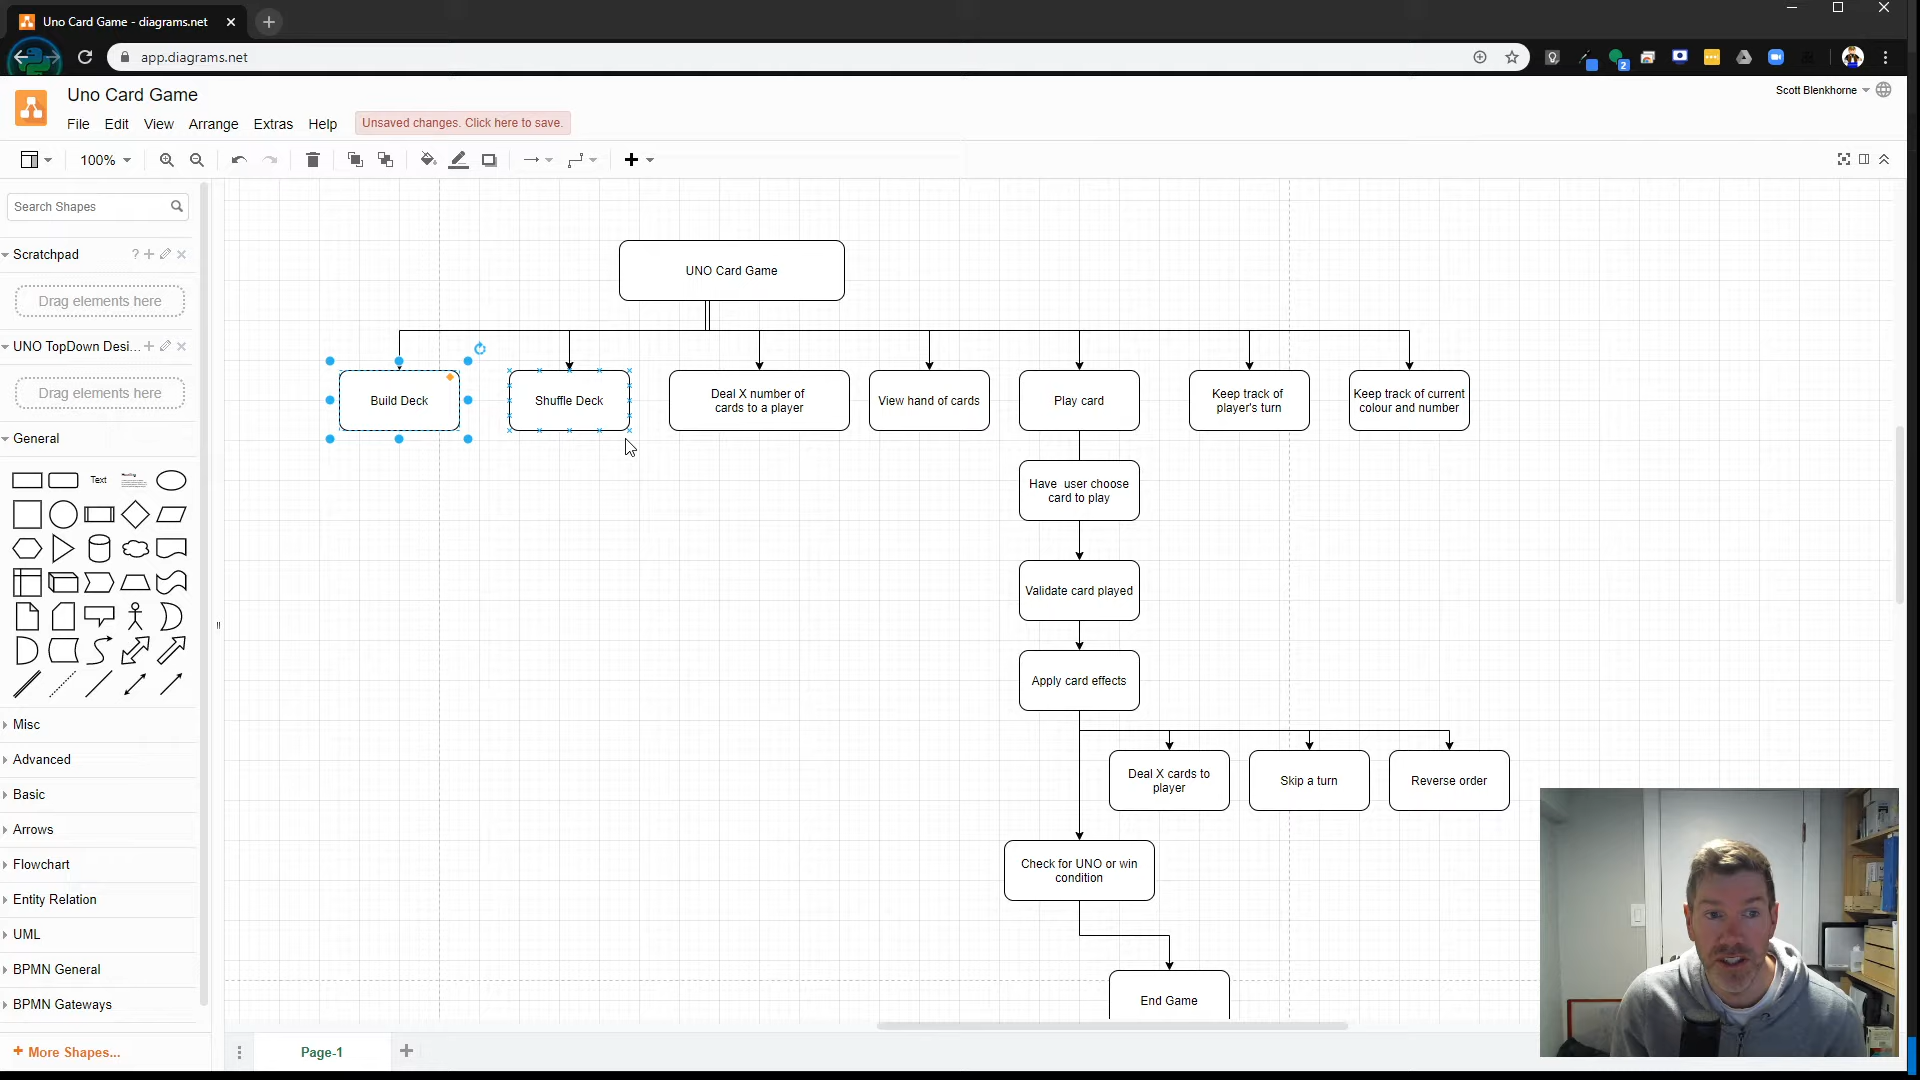 Uno Card Game - diagrams.net
app.diagrams.net
2
Uno Card Game
Scott Blenkhorne
File Edit View Arrange Extras Help
Unsaved changes. Click here to save.
100%
Search Shapes
Scratchpad
?
Drag elements here
UNO TopDown Desi...
Drag elements here
General
Text
Heading
Misc
Advanced
Basic
Arrows
Flowchart
Entity Relation
UML
BPMN General
BPMN Gateways
+ More Shapes...
UNO Card Game
Build Deck
Shuffle Deck
Deal X number of
cards to a player
View hand of cards
Play card
Keep track of
player's turn
Keep track of current
colour and number
Have user choose
card to play
Validate card played
Apply card effects
Deal X cards to
player
Skip a turn
Reverse order
Check for UNO or win
condition
End Game
Page-1